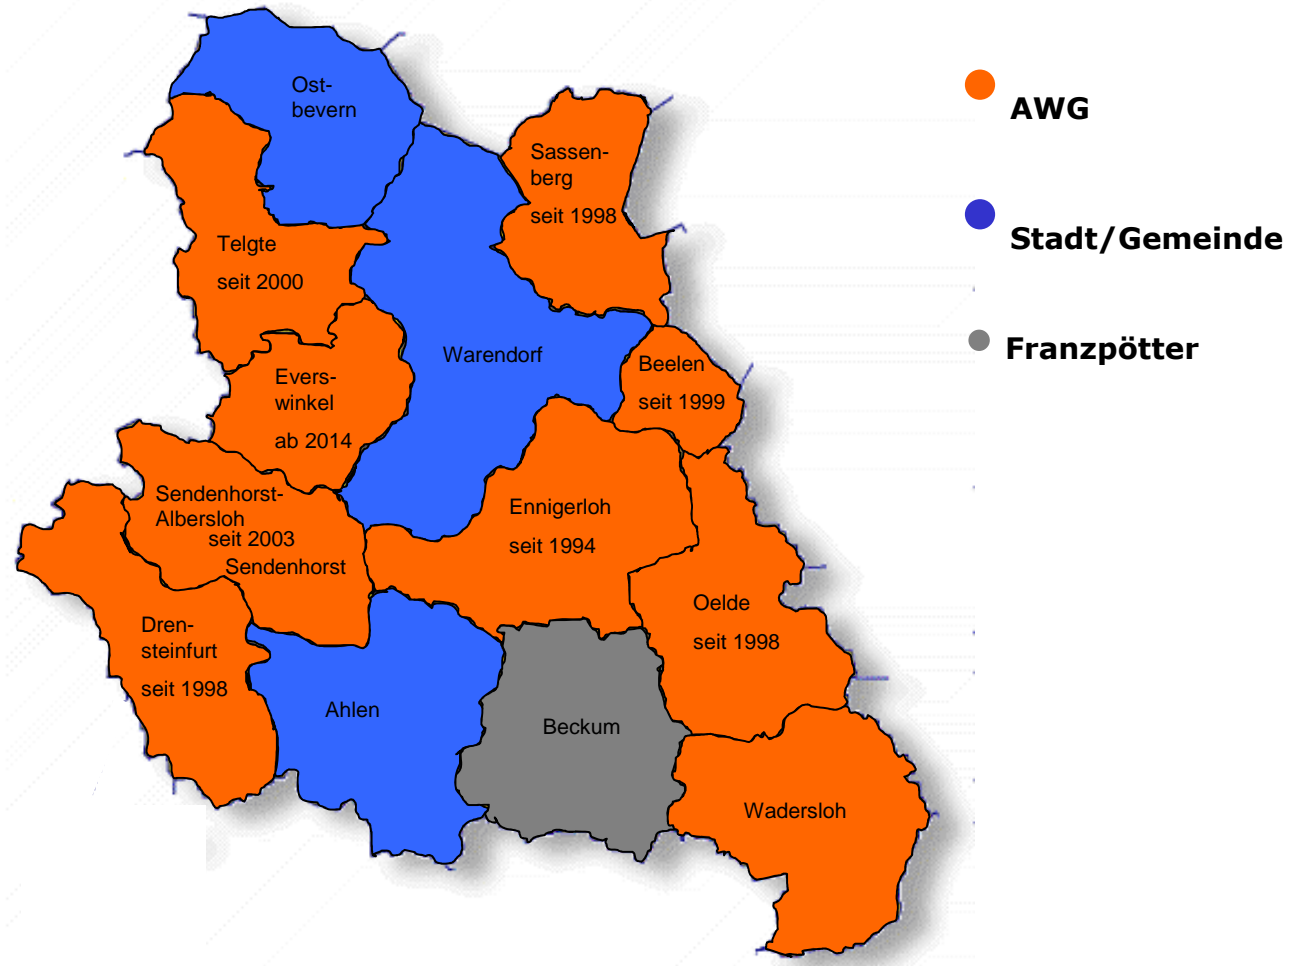 Ost-
bevern
Sassen-
berg
seit 1998
Telgte
seit 2000
Warendorf
Beelen
seit 1999
Evers-
winkel
ab 2014
Sendenhorst-
Albersloh
seit 2003
Sendenhorst
Ennigerloh
seit 1994
Oelde
seit 1998
Dren-
steinfurt
seit 1998
Ahlen
Beckum
Wadersloh
AWG
Stadt/Gemeinde
Franzpötter